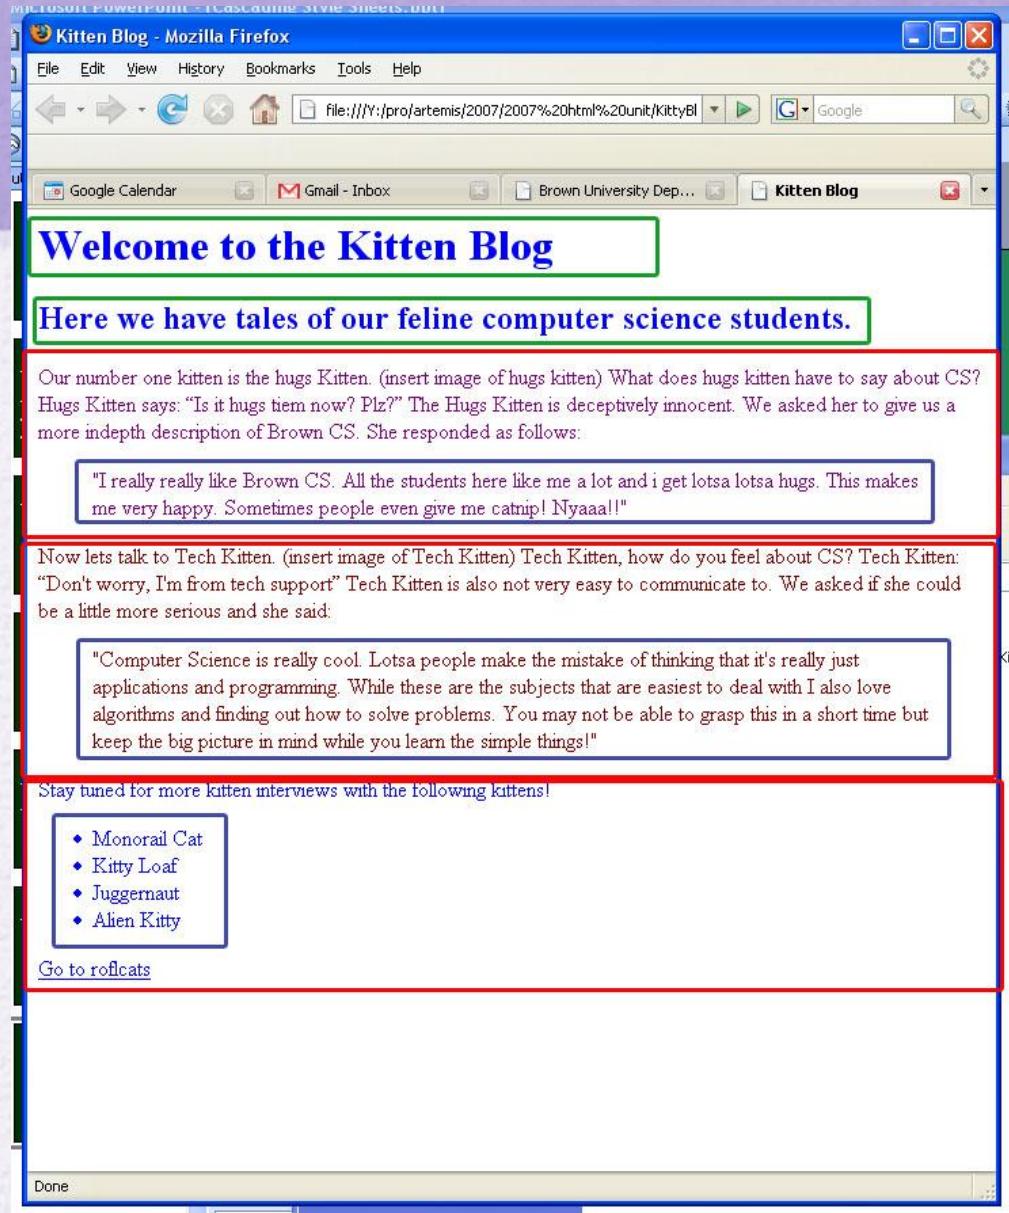 Microsoft PowerPoint - [Cascading Style Sheets.ppt]
Kitten Blog - Mozilla Firefox
File Edit View History Bookmarks Tools Help
file:///Y:/pro/artemis/2007/2007%20html%20unit/KittyBl
G Google
Google Calendar
Gmail - Inbox
Brown University Dep...
Kitten Blog
Welcome to the Kitten Blog
Here we have tales of our feline computer science students.
Our number one kitten is the hugs Kitten. (insert image of hugs kitten) What does hugs kitten have to say about CS?
Hugs Kitten says: “Is it hugs tiem now? Plz?” The Hugs Kitten is deceptively innocent. We asked her to give us a
more indepth description of Brown CS. She responded as follows:
"I really really like Brown CS. All the students here like me a lot and i get lotsa lotsa hugs. This makes
me very happy. Sometimes people even give me catnip! Nyaaa!!"
Now lets talk to Tech Kitten. (insert image of Tech Kitten) Tech Kitten, how do you feel about CS? Tech Kitten:
“Don't worry, I'm from tech support” Tech Kitten is also not very easy to communicate to. We asked if she could
be a little more serious and she said:
"Computer Science is really cool. Lotsa people make the mistake of thinking that it's really just
applications and programming. While these are the subjects that are easiest to deal with I also love
algorithms and finding out how to solve problems. You may not be able to grasp this in a short time but
keep the big picture in mind while you learn the simple things!"
Stay tuned for more kitten interviews with the following kittens!
• Monorail Cat
• Kitty Loaf
• Juggernaut
• Alien Kitty
Go to roflcats
Done